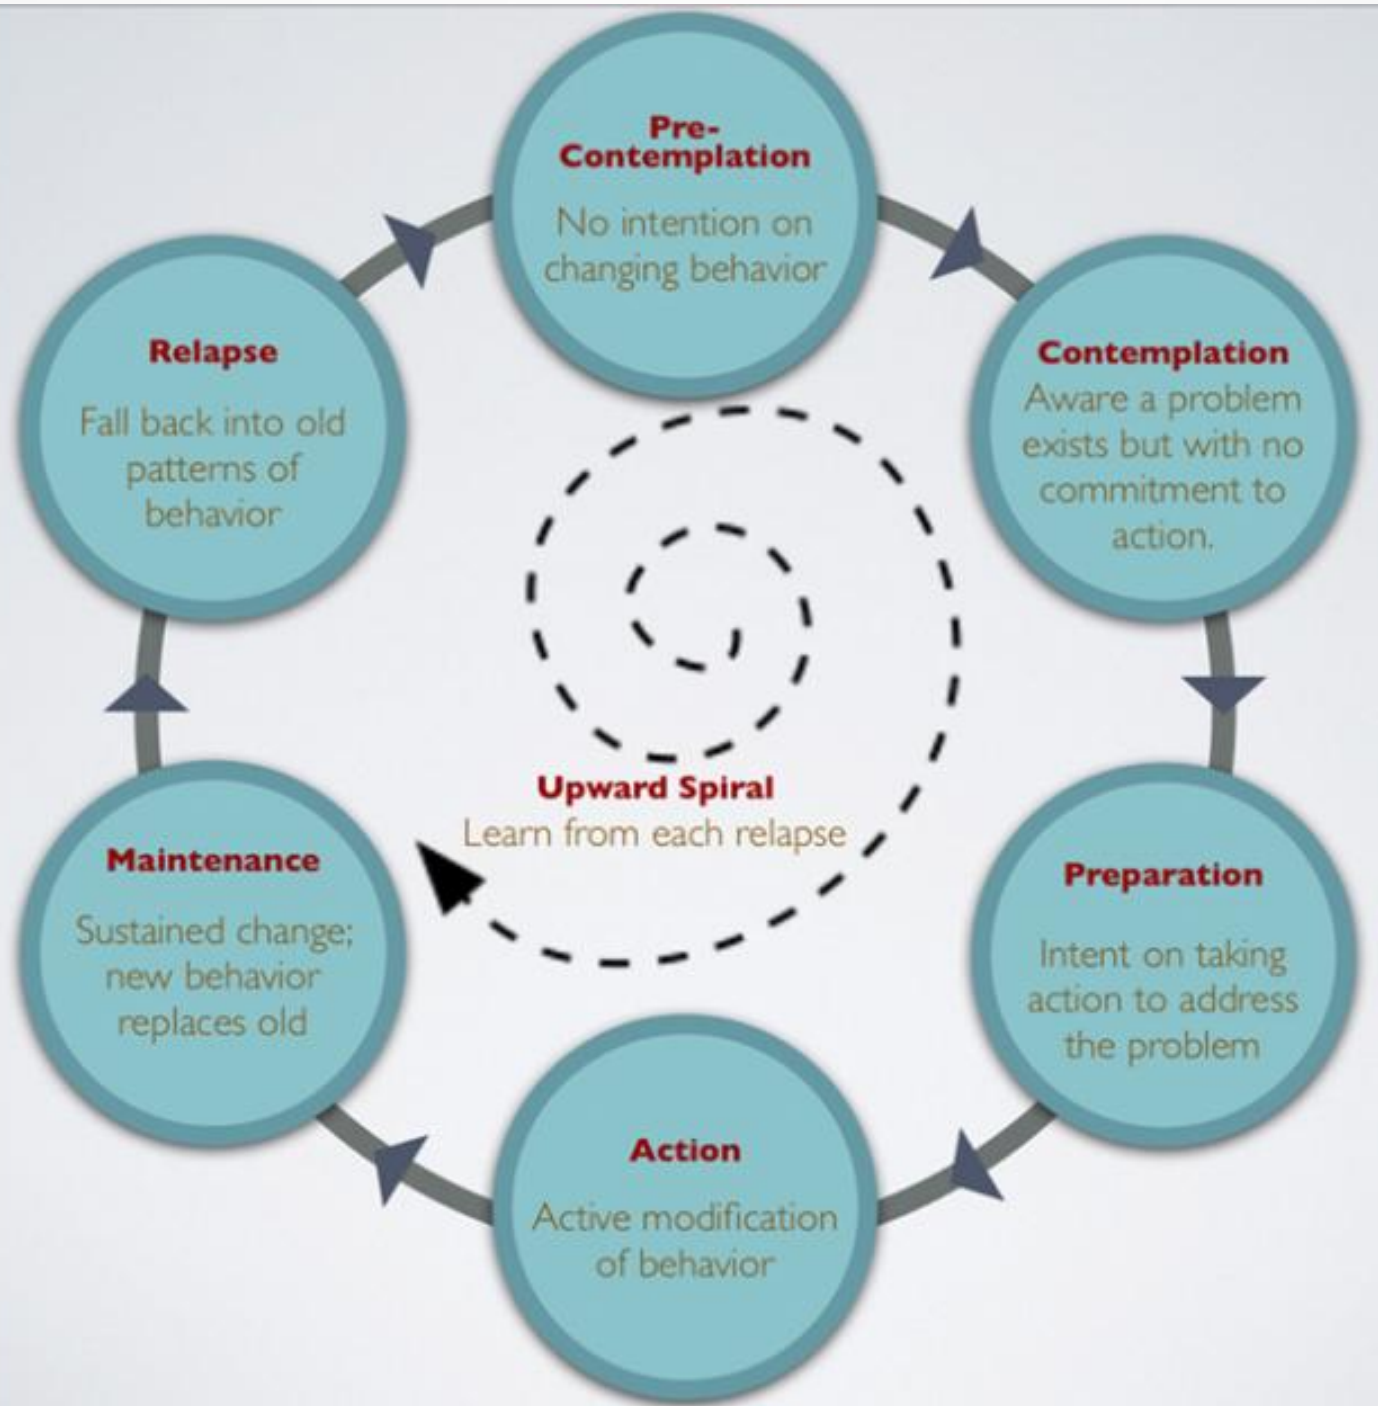 Pre-
Contemplation
No intention on
changing behavior
Contemplation
Aware a problem
exists but with no
commitment to
action.
Preparation
Intent on taking
action to address
the problem
Action
Active modification
of behavior
Maintenance
Sustained change;
new behavior
replaces old
Relapse
Fall back into old
patterns of
behavior
Upward Spiral
Learn from each relapse